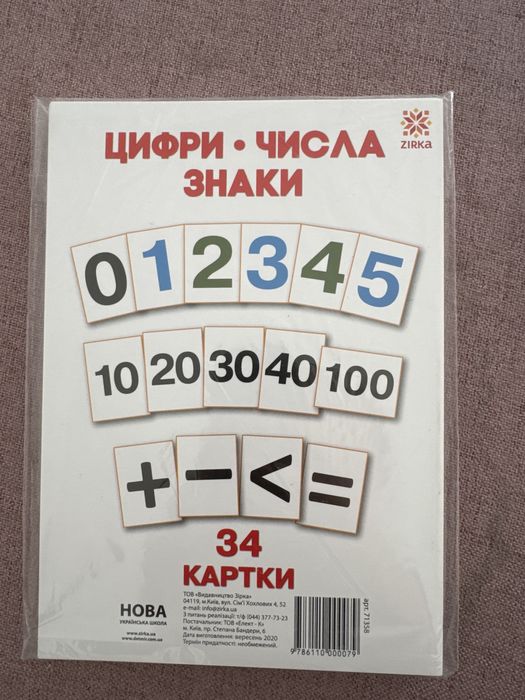 ZIRKA
ЦИФРИ • ЧИСЛА
ЗНАКИ
0 1 2 3 4 5
10 20 30 40 100
+ − < =
34
КАРТКИ
НОВА
УКРАЇНСЬКА ШКОЛА
www.zirka.ua
ТОВ «Видавництво Зірка»
04119, м.Київ, вул. Сім'ї Хохлових 4, 52
e-mail: info@zirka.ua
З питань реалізації: т/ф (044) 377-73-23
Постачальник: ТОВ «Елект - К»
м. Київ, пр. Степана Бандери, 6
Дата виготовлення: вересень 2020
Термін придатності: необмежений.
9 786110 000079
арт. 71358